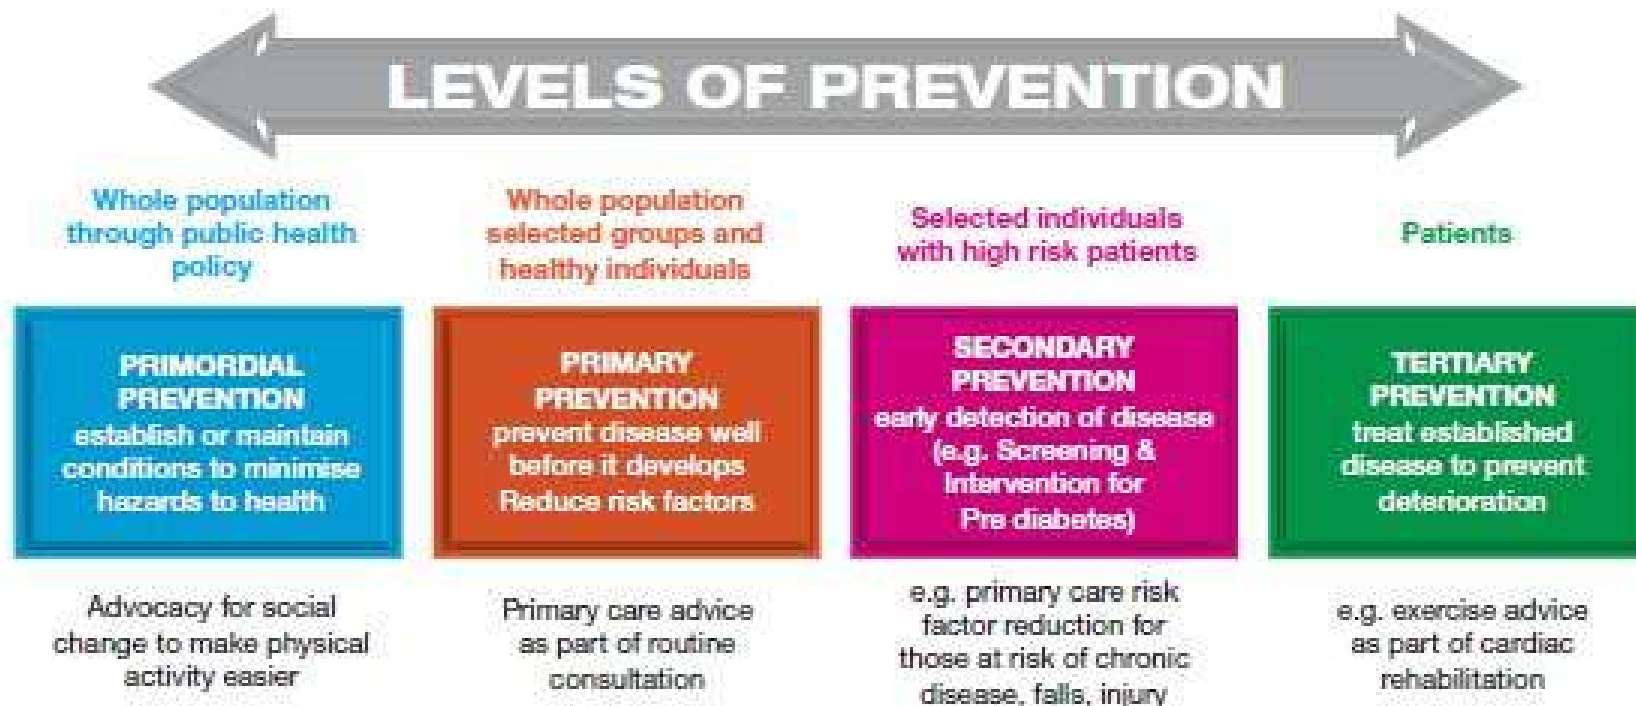 LEVELS OF PREVENTION
Whole population
through public health
policy
Whole population
selected groups and
healthy individuals
Selected individuals
with high risk patients
Patients
PRIMORDIAL
PREVENTION
establish or maintain
conditions to minimise
hazards to health
PRIMARY
PREVENTION
prevent disease well
before it develops
Reduce risk factors
SECONDARY
PREVENTION
early detection of disease
(e.g. Screening &
Intervention for
Pre diabetes)
TERTIARY
PREVENTION
treat established
disease to prevent
deterioration
Advocacy for social
change to make physical
activity easier
Primary care advice
as part of routine
consultation
e.g. primary care risk
factor reduction for
those at risk of chronic
disease, falls, injury
e.g. exercise advice
as part of cardiac
rehabilitation